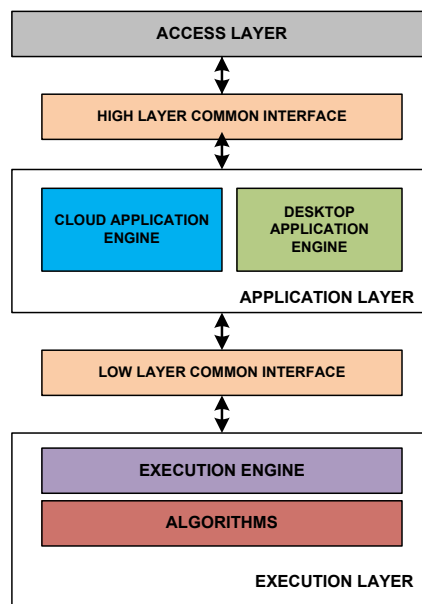 ACCESS LAYER
HIGH LAYER COMMON INTERFACE
CLOUD APPLICATION
ENGINE
DESKTOP
APPLICATION
ENGINE
APPLICATION LAYER
LOW LAYER COMMON INTERFACE
EXECUTION ENGINE
ALGORITHMS
EXECUTION LAYER